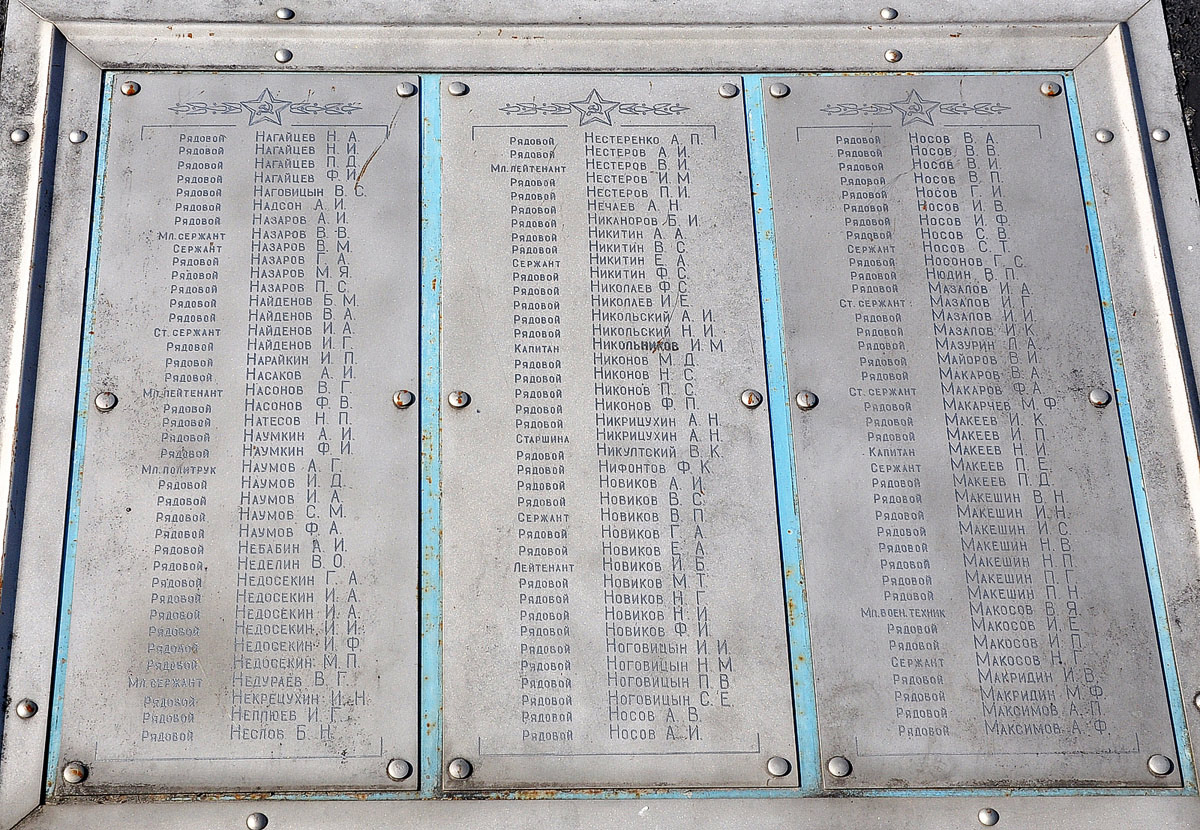 Рядовой Нагайцев Н. А.
Рядовой Нагайцев Н. И.
Рядовой Нагайцев П. Д.
Рядовой Нагайцев Ф. И.
Рядовой Наговицын В. С.
Рядовой Надсон А. И.
Рядовой Назаров А. И.
Мл.сержант Назаров В. В.
Сержант Назаров В. М.
Рядовой Назаров Г. А.
Рядовой Назаров М. Я.
Рядовой Назаров П. С.
Рядовой Найденов Б. М.
Рядовой Найденов В. А.
Ст.сержант Найденов И. А.
Рядовой Найденов И. Г.
Рядовой Нарайкин И. П.
Рядовой Насаков А. И.
Мл.лейтенант Насонов В. Г.
Рядовой Насонов Ф. В.
Рядовой Натесов Н. П.
Рядовой Наумкин А. И.
Рядовой Наумкин Ф. И.
Мл.политрук Наумов А. Г.
Рядовой Наумов И. Д.
Рядовой Наумов И. А.
Рядовой Наумов С. М.
Рядовой Наумов Ф. А.
Рядовой Небабин А. И.
Рядовой Неделин В. О.
Рядовой Недосекин Г. А.
Рядовой Недосекин И. А.
Рядовой Недосекин И. А.
Рядовой Недосекин И. И.
Рядовой Недосекин И. Ф.
Рядовой Недосекин М. П.
Мл.сержант Недураев В. Г.
Рядовой Некрецухин И. Н
Рядовой Неплюев И. Г.
Рядовой Неслов Б. Н.
Рядовой Нестеренко А. П.
Рядовой Нестеров А. И.
Мл.лейтенант Нестеров В. И.
Рядовой Нестеров И. М
Рядовой Нестеров П. И.
Рядовой Нечаев А. Н.
Рядовой Никаноров Б. И.
Рядовой Никитин А. А.
Рядовой Никитин В. С.
Сержант Никитин Е. А.
Рядовой Никитин Ф. С.
Рядовой Николаев Ф. С.
Рядовой Николаев И. Е.
Рядовой Никольский А. И.
Рядовой Никольский Н. И.
Капитан Никольников И. М
Рядовой Никонов М. Д.
Рядовой Никонов Н. С.
Рядовой Никонов П. С.
Рядовой Никонов Ф. П.
Рядовой Никрицухин А. Н.
Старшина Никрицухин А. Н.
Рядовой Никултский В. К.
Рядовой Нифонтов Ф. К.
Рядовой Новиков А. И.
Рядовой Новиков В. С.
Сержант Новиков В. П.
Рядовой Новиков Г. А.
Рядовой Новиков Е. А.
Лейтенант Новиков И. Б.
Рядовой Новиков М. Т.
Рядовой Новиков Н. Г.
Рядовой Новиков Н. И.
Рядовой Новиков Ф. И.
Рядовой Ноговицын И. И.
Рядовой Ноговицын Н. М
Рядовой Ноговицын П. В
Рядовой Ноговицын С. Е.
Рядовой Носов А. В.
Рядовой Носов А. И.
Рядовой Носов В. А.
Рядовой Носов В. В.
Рядовой Носов В. И.
Рядовой Носов В. П.
Рядовой Носов Г. И.
Рядовой Носов И. В.
Рядовой Носов И. Ф.
Рядовой Носов С. В.
Сержант Носов С. Т.
Рядовой Носонов Г. С.
Рядовой Нюдин В. П.
Рядовой Мазалов И. А.
Ст.сержант Мазалов И. Г.
Рядовой Мазалов И. И.
Рядовой Мазалов И. К.
Рядовой Мазурин Л. А.
Рядовой Майоров В. И.
Рядовой Макаров В. А.
Ст.сержант Макаров Ф. А.
Рядовой Макарчев М. Ф.
Рядовой Макеев И. К.
Рядовой Макеев И. П.
Капитан Макеев Н. И.
Сержант Макеев П. Е.
Рядовой Макеев П. Д.
Рядовой Макешин В. Н.
Рядовой Макешин И. Н.
Рядовой Макешин И. С.
Рядовой Макешин Н. В.
Рядовой Макешин Н. П.
Рядовой Макешин П. Г.
Рядовой Макешин П. Н.
Мл.воен.техник Макосов В. Я.
Рядовой Макосов И. Е.
Рядовой Макосов И. П.
Сержант Макосов Н. Г.
Рядовой Макридин И. В.
Рядовой Макридин М. Ф.
Рядовой Максимов А. П.
Рядовой Максимов А. Ф.